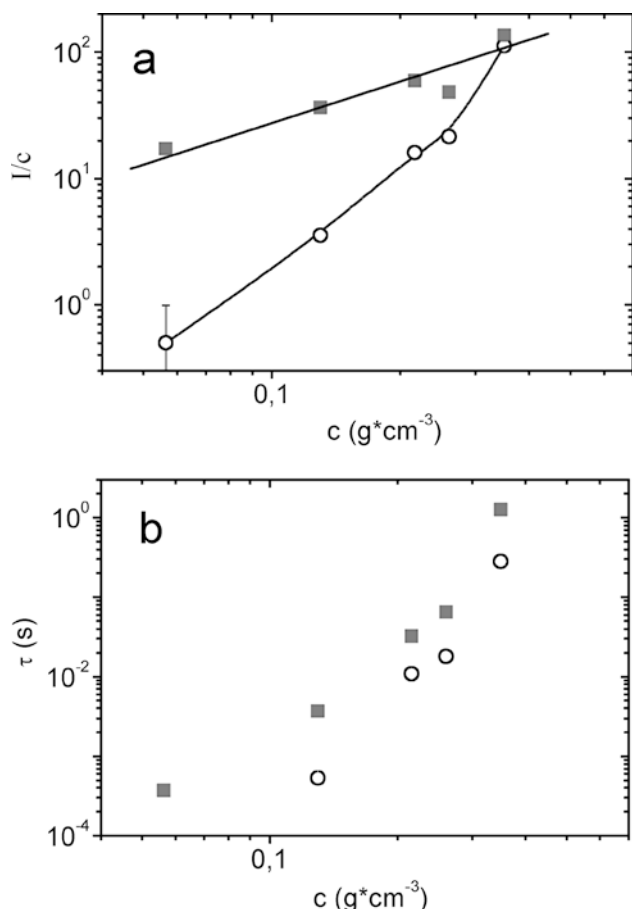 a
I/c
10²
10¹
10⁰
0,1
c (g*cm⁻³)
b
τ (s)
10⁰
10⁻²
10⁻⁴
0,1
c (g*cm⁻³)